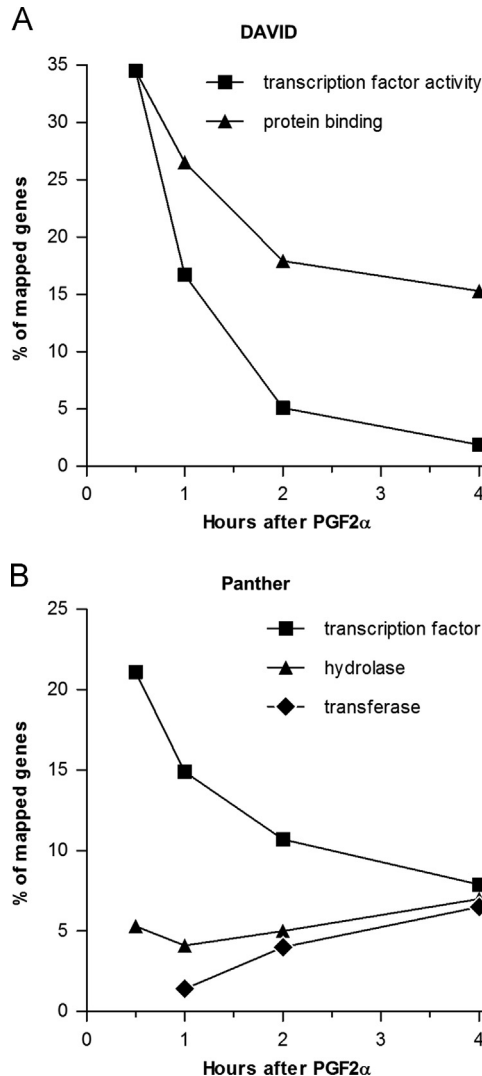 A
DAVID
35
30
25
20
15
10
5
0
transcription factor activity
protein binding
% of mapped genes
0 1 2 3 4
Hours after PGF2α
B
Panther
25
20
15
10
5
0
transcription factor
hydrolase
transferase
% of mapped genes
0 1 2 3 4
Hours after PGF2α